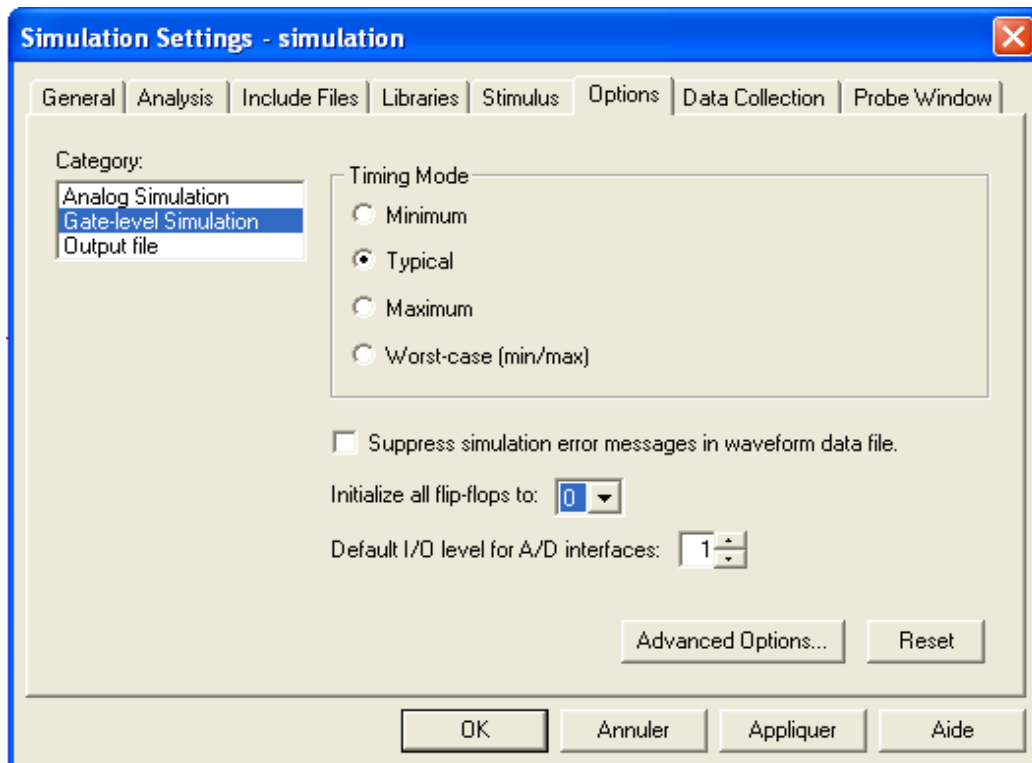 Simulation Settings - simulation
General Analysis Include Files Libraries Stimulus Options Data Collection Probe Window
Category:
Analog Simulation
Gate-level Simulation
Output file
Timing Mode
Minimum
Typical
Maximum
Worst-case (min/max)
Suppress simulation error messages in waveform data file.
Initialize all flip-flops to: 0
Default I/O level for A/D interfaces: 1
Advanced Options... Reset
OK Annuler Appliquer Aide